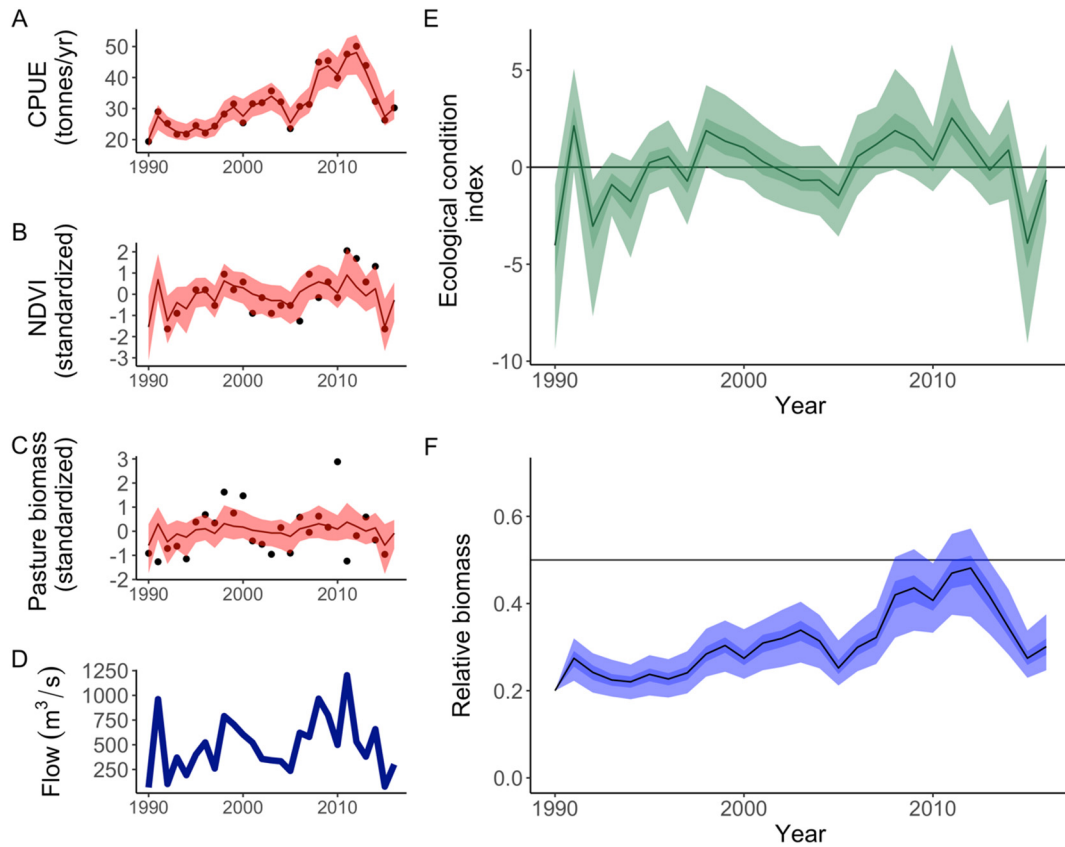 A
CPUE
(tonnes/yr)
50
40
30
20
1990
2000
2010
B
NDVI
(standardized)
2
1
0
-1
-2
-3
1990
2000
2010
C
Pasture biomass
(standardized)
3
2
1
0
-1
-2
1990
2000
2010
D
Flow (m³/s)
1250
1000
750
500
250
1990
2000
2010
E
Ecological condition
index
5
0
-5
-10
1990
2000
2010
Year
F
Relative biomass
0.6
0.4
0.2
0.0
1990
2000
2010
Year